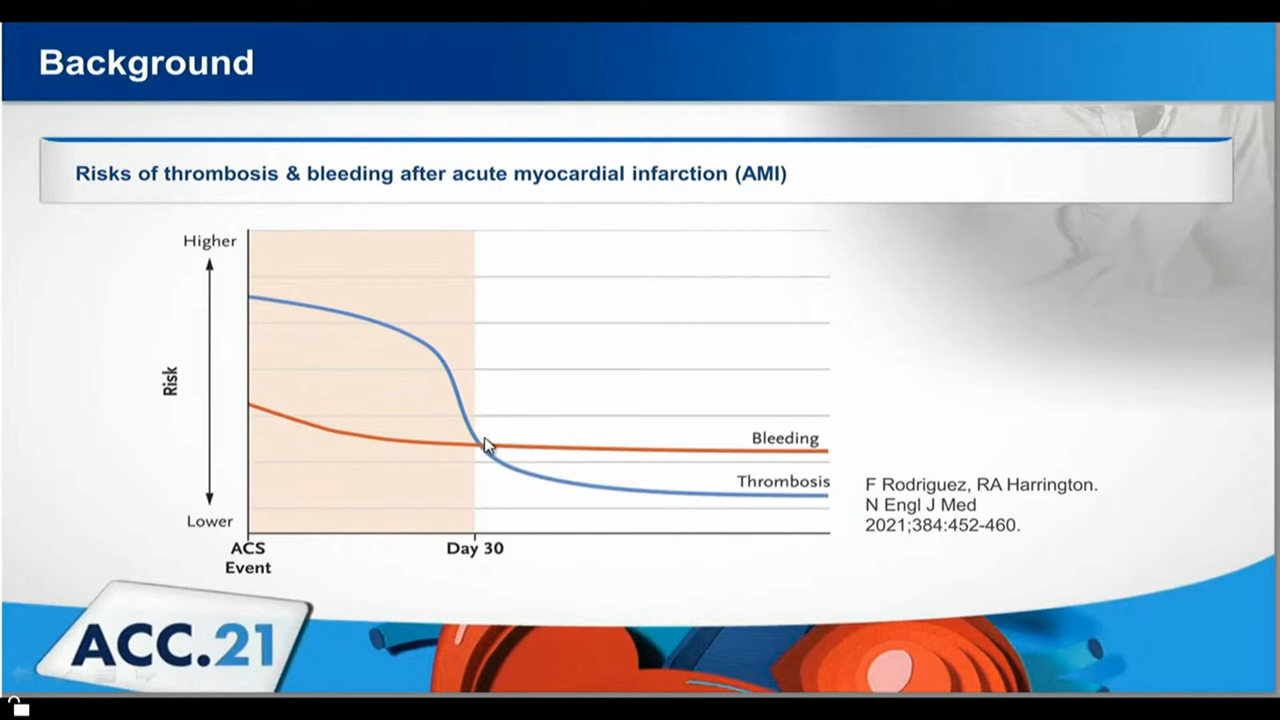 Background
Risks of thrombosis & bleeding after acute myocardial infarction (AMI)
Higher
Risk
Lower
Bleeding
Thrombosis
ACS
Event
Day 30
F Rodriguez, RA Harrington.
N Engl J Med
2021;384:452-460.
ACC.21